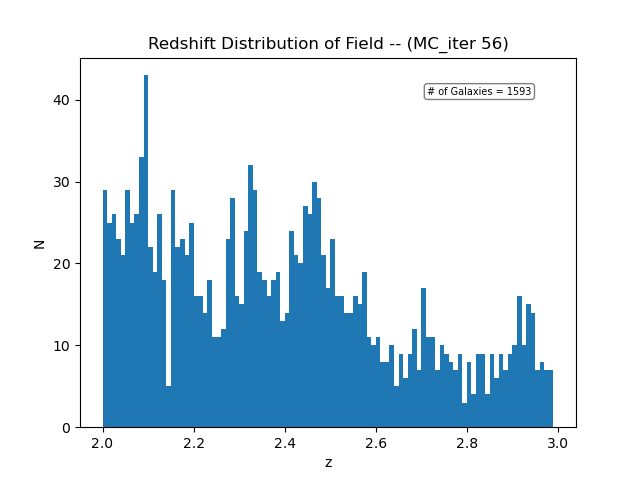 Redshift Distribution of Field -- (MC_iter 56)
# of Galaxies = 1593
40
30
20
10
0
N
2.0 2.2 2.4 2.6 2.8 3.0
z